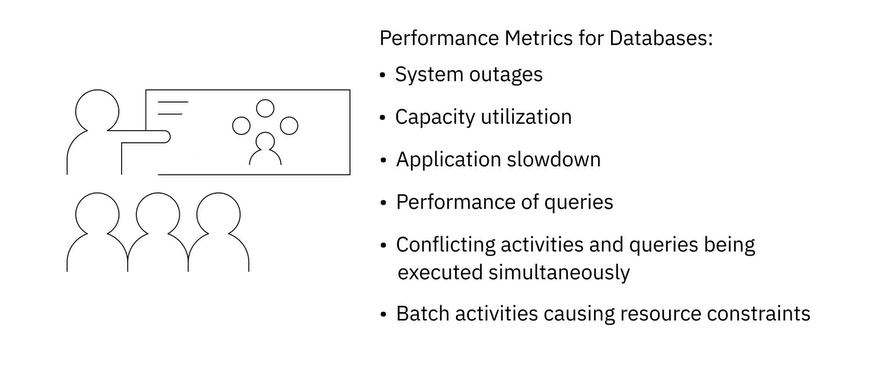 Performance Metrics for Databases:
• System outages
• Capacity utilization
• Application slowdown
• Performance of queries
• Conflicting activities and queries being
executed simultaneously
• Batch activities causing resource constraints